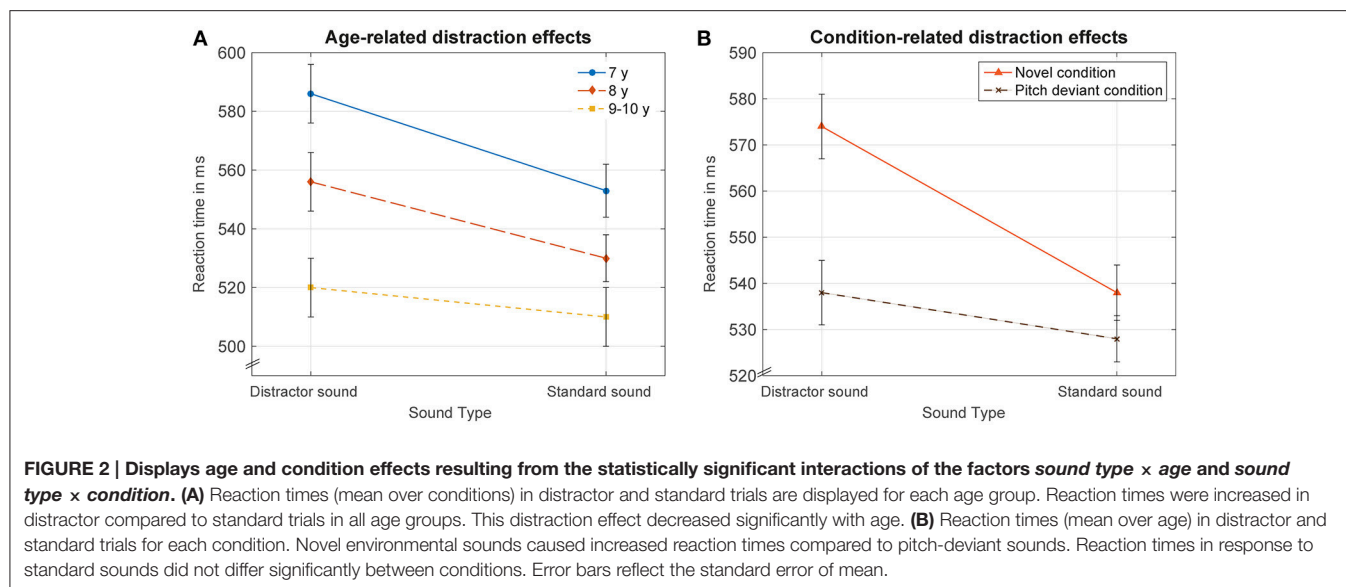 A Age-related distraction effects
600
580
560
540
520
500
Reaction time in ms
7 y
8 y
9-10 y
Distractor sound Standard sound
Sound Type
B Condition-related distraction effects
590
580
570
560
550
540
530
520
Reaction time in ms
Novel condition
Pitch deviant condition
Distractor sound Standard sound
Sound Type
FIGURE 2 | Displays age and condition effects resulting from the statistically significant interactions of the factors sound type × age and sound
type × condition. (A) Reaction times (mean over conditions) in distractor and standard trials are displayed for each age group. Reaction times were increased in
distractor compared to standard trials in all age groups. This distraction effect decreased significantly with age. (B) Reaction times (mean over age) in distractor and
standard trials for each condition. Novel environmental sounds caused increased reaction times compared to pitch-deviant sounds. Reaction times in response to
standard sounds did not differ significantly between conditions. Error bars reflect the standard error of mean.